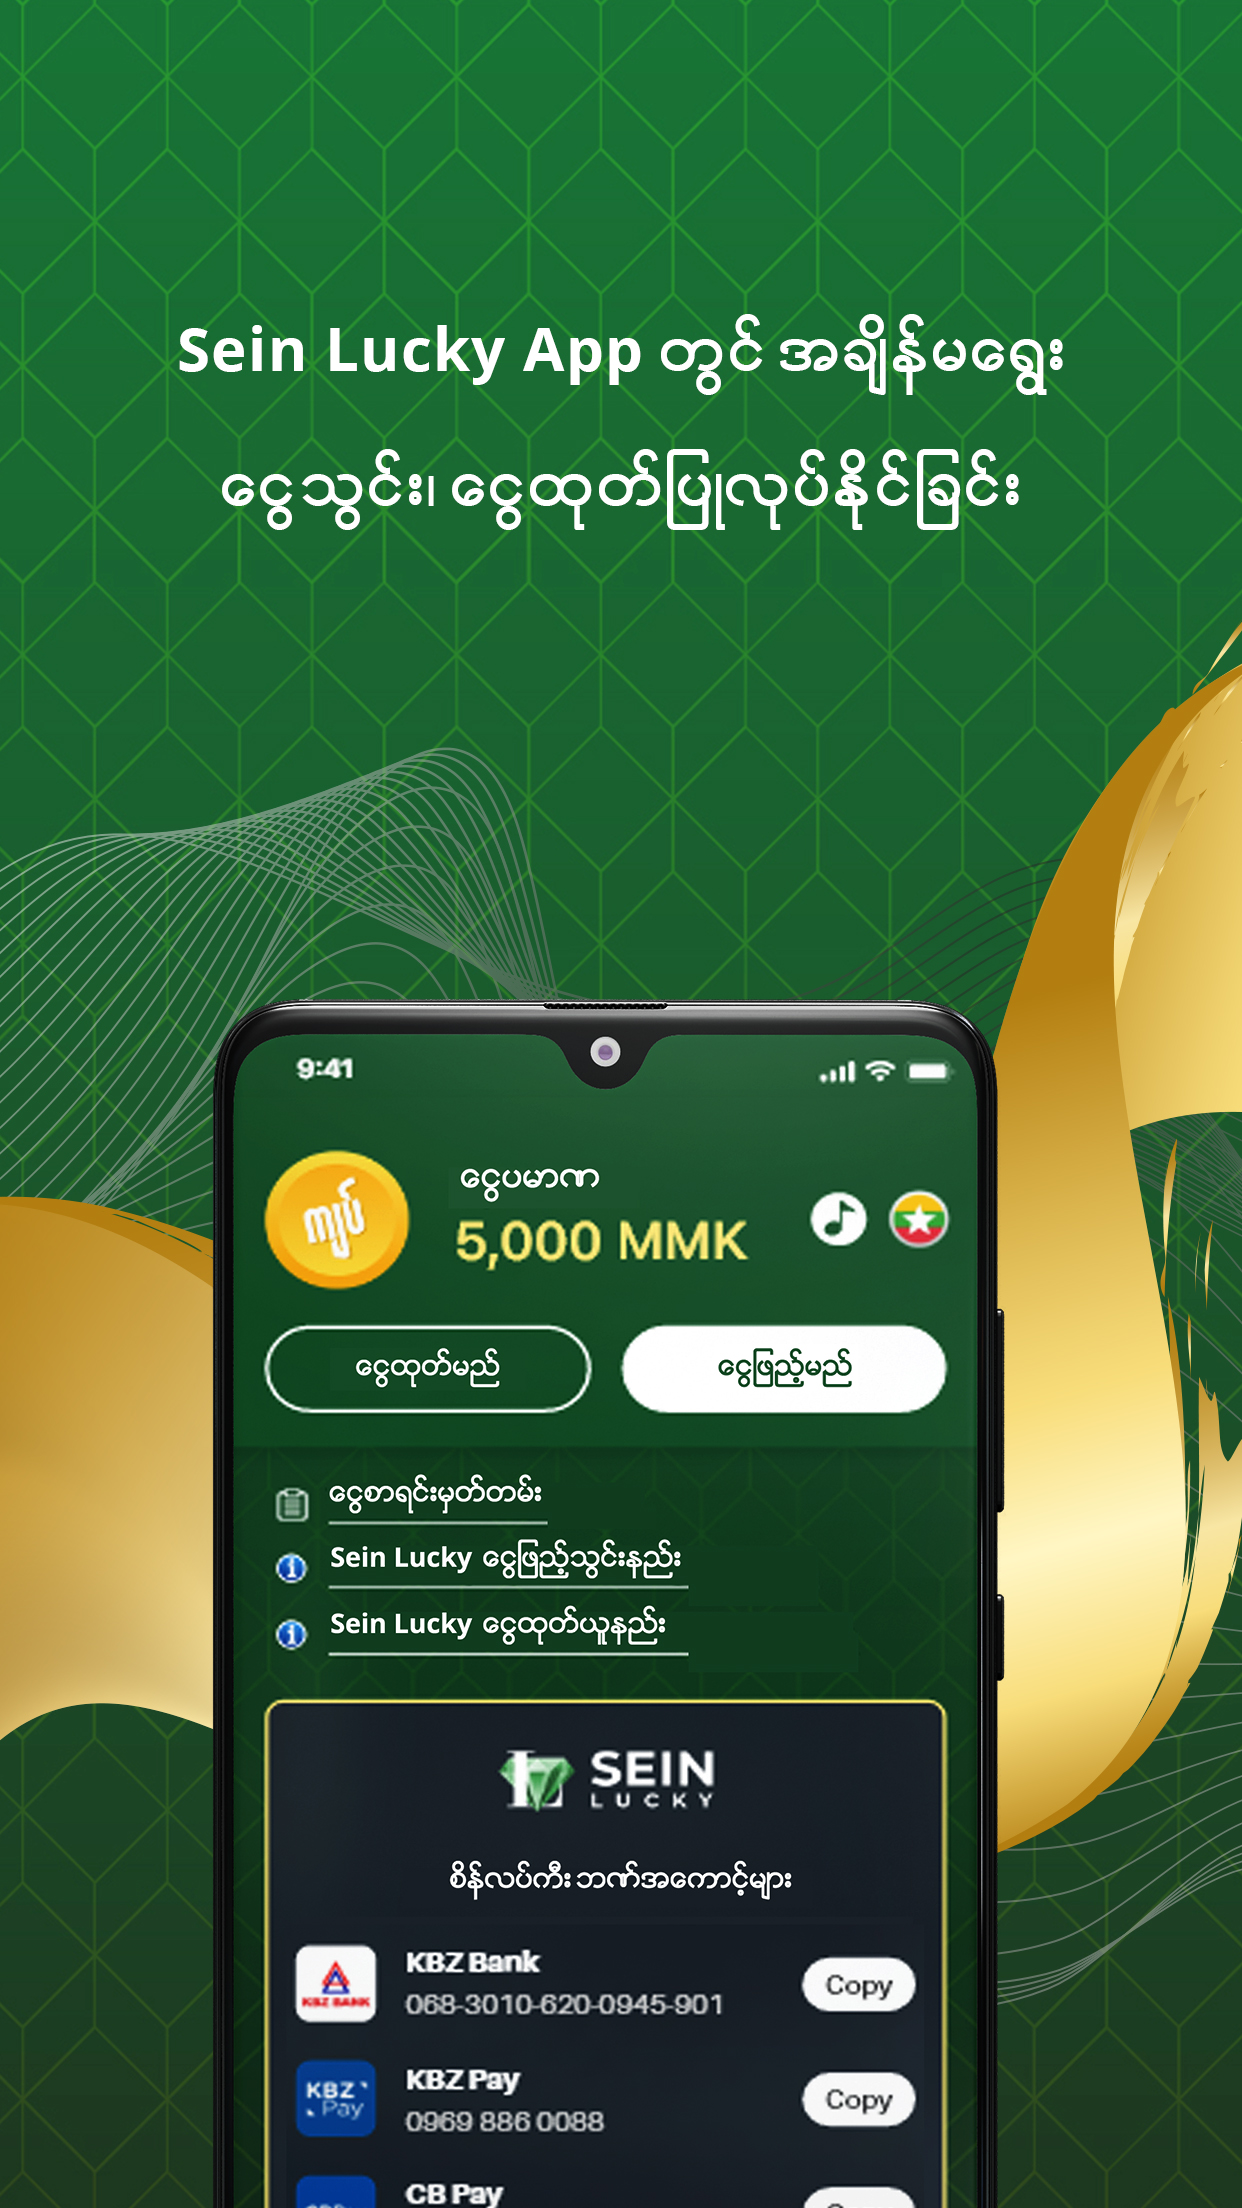 Sein Lucky App တွင် အချိန်မရွေး
ငွေသွင်း၊ ငွေထုတ်ပြုလုပ်နိုင်ခြင်း
9:41
ကျပ်
ငွေပမာဏ
5,000 MMK
ငွေထုတ်မည်
ငွေဖြည့်မည်
ငွေစာရင်းမှတ်တမ်း
Sein Lucky ငွေဖြည့်သွင်းနည်း
Sein Lucky ငွေထုတ်ယူနည်း
SEIN
LUCKY
စိန်လပ်ကီး ဘဏ်အကောင့်များ
KBZ BANK
KBZ Bank
068-3010-620-0945-901
Copy
KBZ
Pay
KBZ Pay
0969 886 0088
Copy
CB Pay